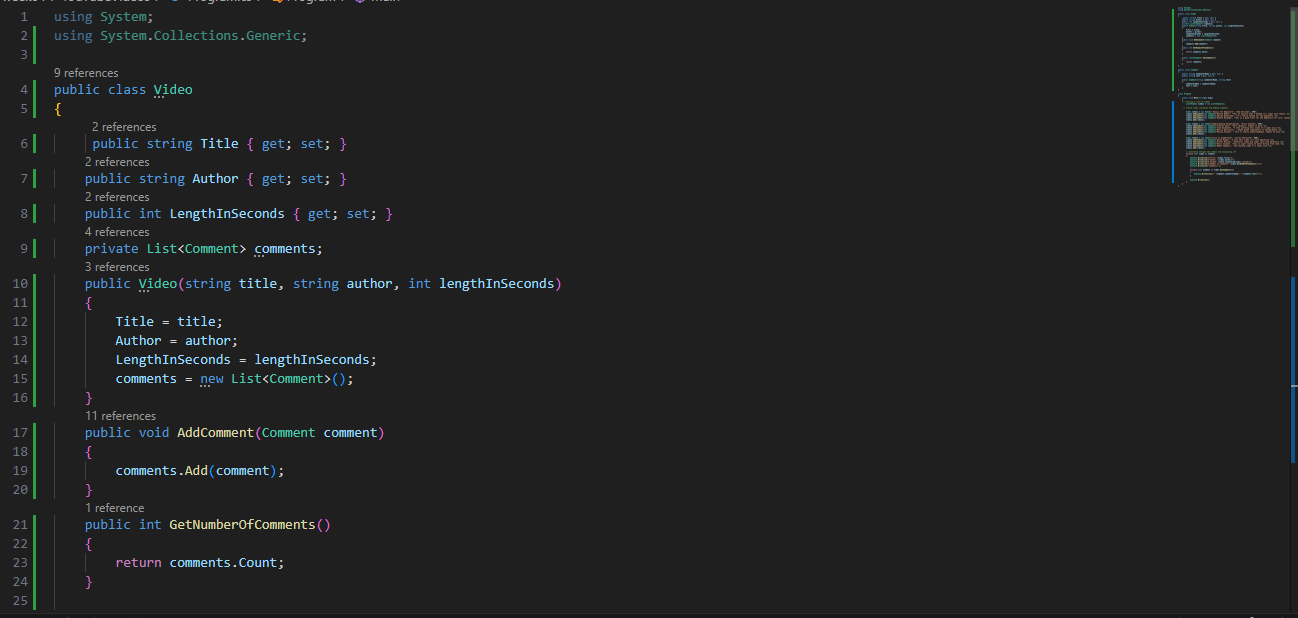 1 using System;
2 using System.Collections.Generic;
3
9 references
4 public class Video
5 {
2 references
6 public string Title { get; set; }
2 references
7 public string Author { get; set; }
2 references
8 public int LengthInSeconds { get; set; }
4 references
9 private List<Comment> comments;
3 references
10 public Video(string title, string author, int lengthInSeconds)
11 {
12 Title = title;
13 Author = author;
14 LengthInSeconds = lengthInSeconds;
15 comments = new List<Comment>();
16 }
11 references
17 public void AddComment(Comment comment)
18 {
19 comments.Add(comment);
20 }
1 reference
21 public int GetNumberOfComments()
22 {
23 return comments.Count;
24 }
25